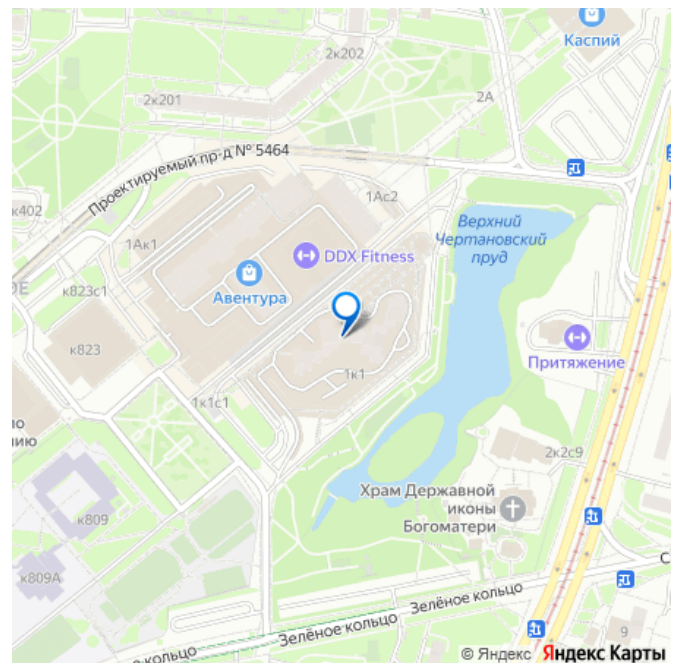 Каспий
2к202
2к201
2А
Проектируемый пр-д № 5464
к402
1Ас2
Верхний
Чертановский
пруд
1Ак1
DDX Fitness
к823с1
Авентура
к823
Притяжение
1к1
1к1с1
нию
2к2с9
Храм Державной
иконы
Богоматери
к809
к809А
Зелёное кольцо
Зелёное кольцо
кольцо
9
© Яндекс Яндекс Карты